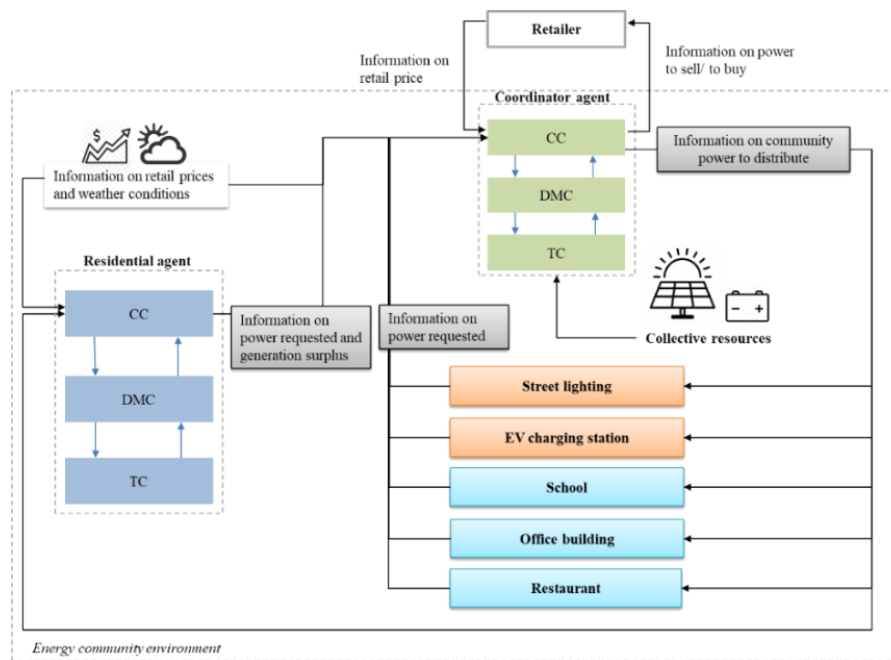 Retailer
Information on
retail price
Information on power
to sell/ to buy
Coordinator agent
CC
DMC
TC
Information on community
power to distribute
$
Information on retail prices
and weather conditions
Residential agent
CC
DMC
TC
Information on
power requested and
generation surplus
Information on
power requested
Collective resources
Street lighting
EV charging station
School
Office building
Restaurant
Energy community environment